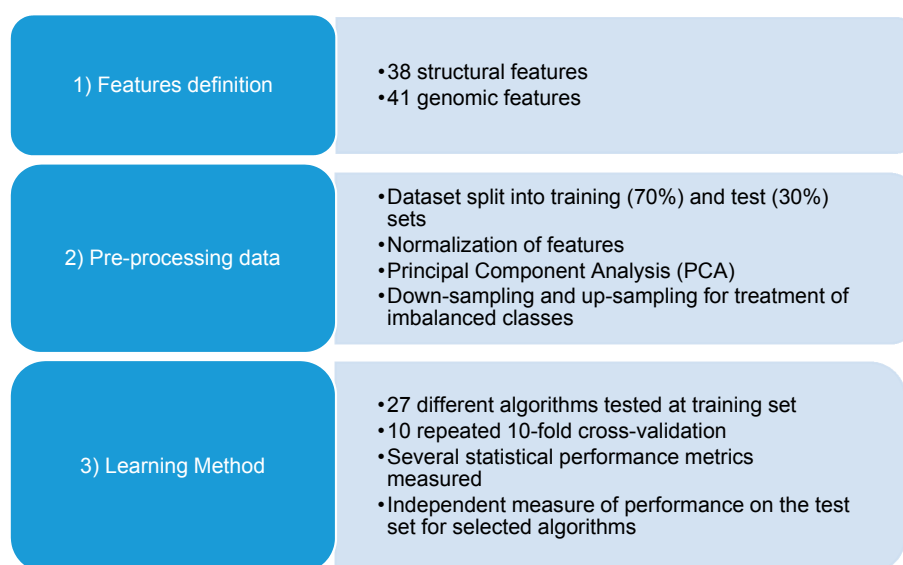 1) Features definition
•38 structural features
•41 genomic features
2) Pre-processing data
•Dataset split into training (70%) and test (30%)
sets
•Normalization of features
•Principal Component Analysis (PCA)
•Down-sampling and up-sampling for treatment of
imbalanced classes
3) Learning Method
•27 different algorithms tested at training set
•10 repeated 10-fold cross-validation
•Several statistical performance metrics
measured
•Independent measure of performance on the test
set for selected algorithms